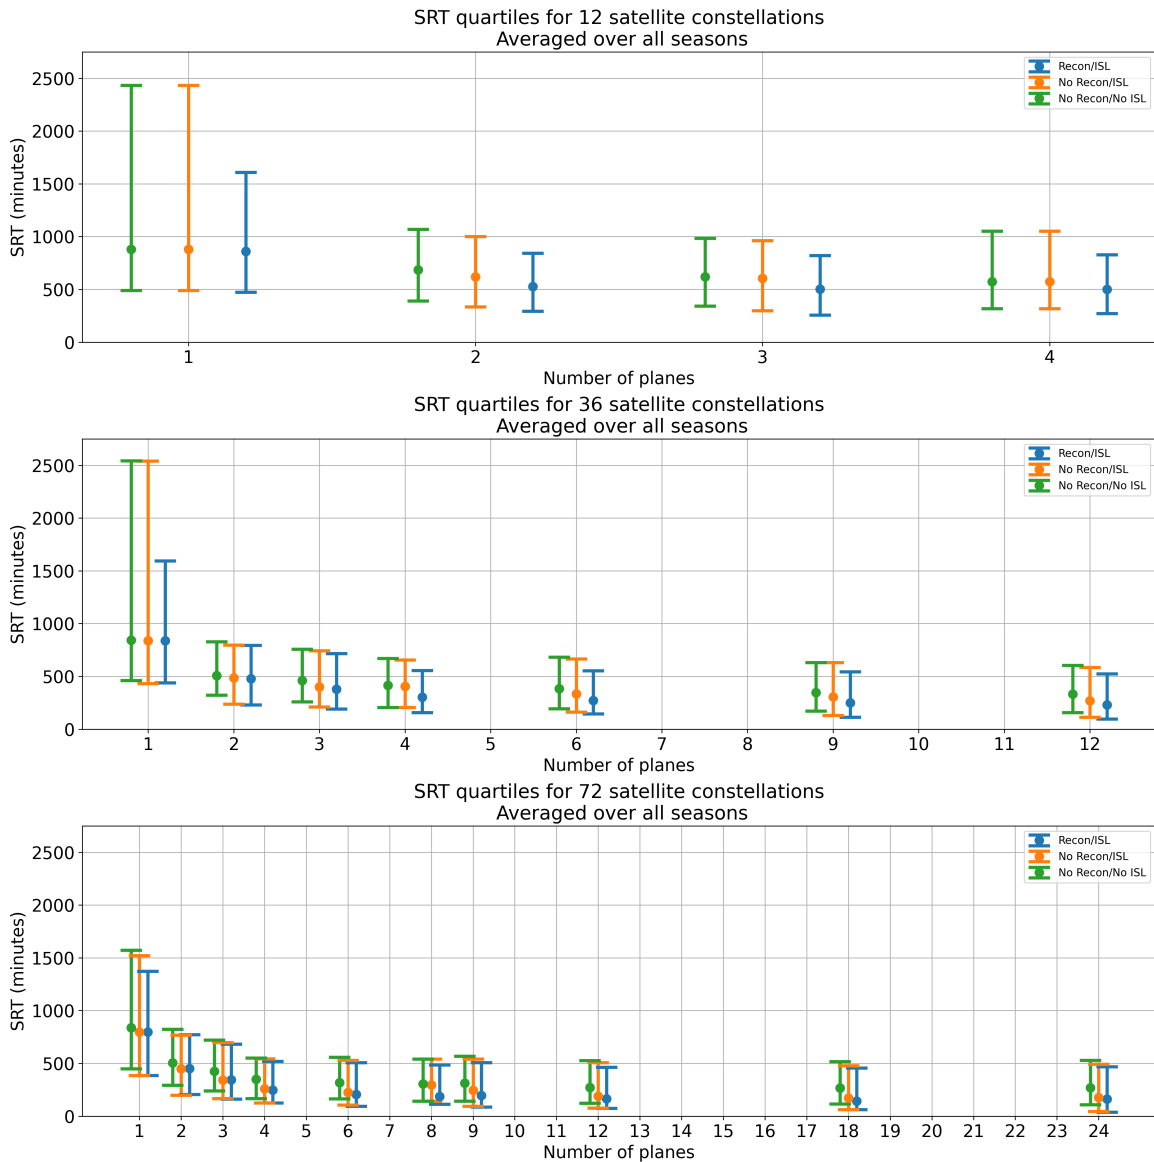 SRT quartiles for 12 satellite constellations
Averaged over all seasons
2500
2000
1500
1000
500
0
SRT (minutes)
Recon/ISL
No Recon/ISL
No Recon/No ISL
1 2 3 4
Number of planes
SRT quartiles for 36 satellite constellations
Averaged over all seasons
2500
2000
1500
1000
500
0
SRT (minutes)
Recon/ISL
No Recon/ISL
No Recon/No ISL
1 2 3 4 5 6 7 8 9 10 11 12
Number of planes
SRT quartiles for 72 satellite constellations
Averaged over all seasons
2500
2000
1500
1000
500
0
SRT (minutes)
Recon/ISL
No Recon/ISL
No Recon/No ISL
1 2 3 4 5 6 7 8 9 10 11 12 13 14 15 16 17 18 19 20 21 22 23 24
Number of planes